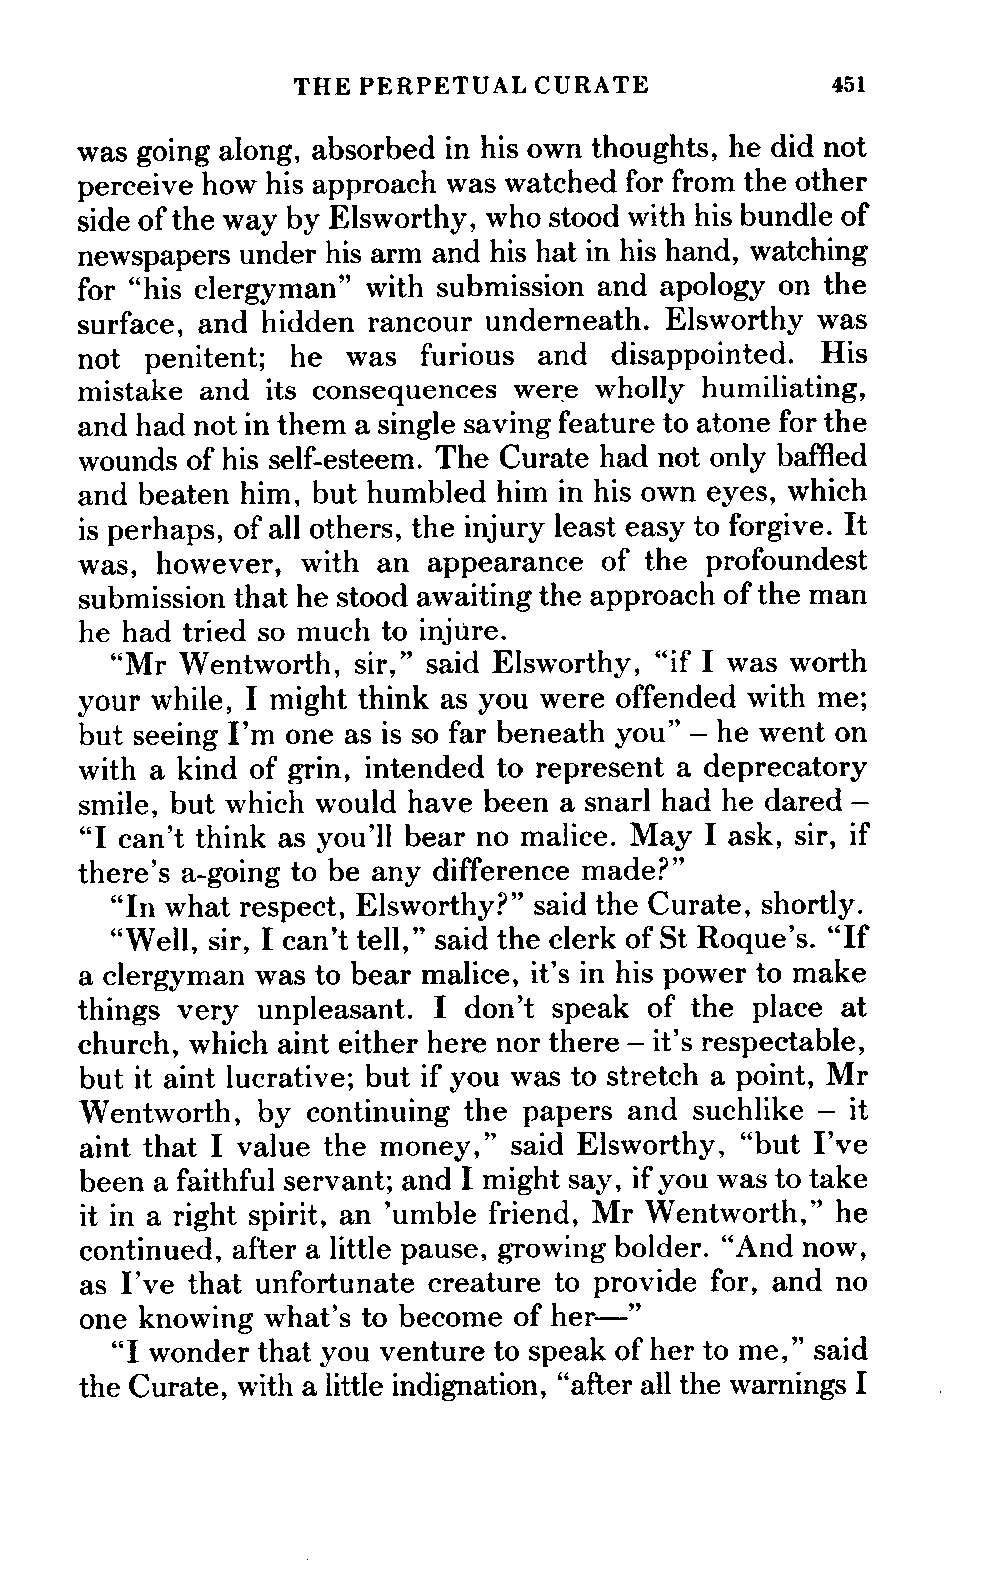 THE PERPETUAL CURATE 451
was going along, absorbed in his own thoughts, he did not
perceive how his approach was watched for from the other
side of the way by Elsworthy, who stood with his bundle of
newspapers under his arm and his hat in his hand, watching
for “his clergyman” with submission and apology on the
surface, and hidden rancour underneath. Elsworthy was
not penitent; he was furious and disappointed. His
mistake and its consequences were wholly humiliating,
and had not in them a single saving feature to atone for the
wounds of his self-esteem. The Curate had not only baffled
and beaten him, but humbled him in his own eyes, which
is perhaps, of all others, the injury least easy to forgive. It
was, however, with an appearance of the profoundest
submission that he stood awaiting the approach of the man
he had tried so much to injure.
“Mr Wentworth, sir,” said Elsworthy, “if I was worth
your while, I might think as you were offended with me;
but seeing I’m one as is so far beneath you” – he went on
with a kind of grin, intended to represent a deprecatory
smile, but which would have been a snarl had he dared –
“I can’t think as you’ll bear no malice. May I ask, sir, if
there’s a-going to be any difference made?”
“In what respect, Elsworthy?” said the Curate, shortly.
“Well, sir, I can’t tell,” said the clerk of St Roque’s. “If
a clergyman was to bear malice, it’s in his power to make
things very unpleasant. I don’t speak of the place at
church, which aint either here nor there – it’s respectable,
but it aint lucrative; but if you was to stretch a point, Mr
Wentworth, by continuing the papers and suchlike – it
aint that I value the money,” said Elsworthy, “but I’ve
been a faithful servant; and I might say, if you was to take
it in a right spirit, an ’umble friend, Mr Wentworth,” he
continued, after a little pause, growing bolder. “And now,
as I’ve that unfortunate creature to provide for, and no
one knowing what’s to become of her—”
“I wonder that you venture to speak of her to me,” said
the Curate, with a little indignation, “after all the warnings I